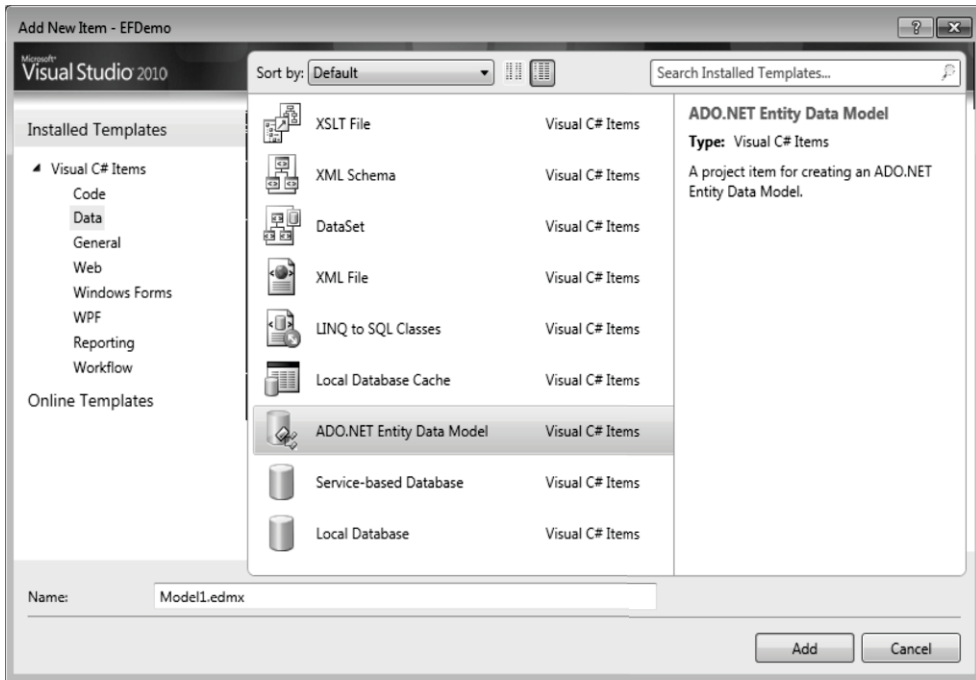 Add New Item - EFDemo
Microsoft
Visual Studio 2010
Sort by: Default
Search Installed Templates...
Installed Templates
Visual C# Items
Code
Data
General
Web
Windows Forms
WPF
Reporting
Workflow
Online Templates
XSLT File Visual C# Items
XML Schema Visual C# Items
DataSet Visual C# Items
XML File Visual C# Items
LINQ to SQL Classes Visual C# Items
Local Database Cache Visual C# Items
ADO.NET Entity Data Model Visual C# Items
Service-based Database Visual C# Items
Local Database Visual C# Items
ADO.NET Entity Data Model
Type: Visual C# Items
A project item for creating an ADO.NET
Entity Data Model.
Name: Model1.edmx
Add Cancel